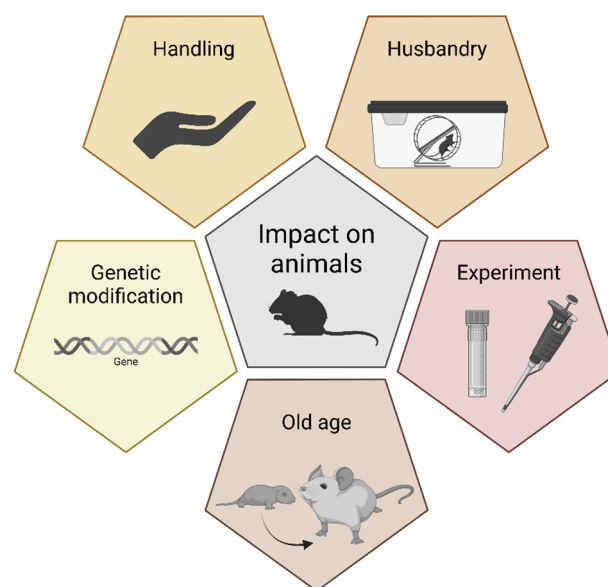 Handling
Husbandry
Impact on
animals
Genetic
modification
Gene
Experiment
Old age